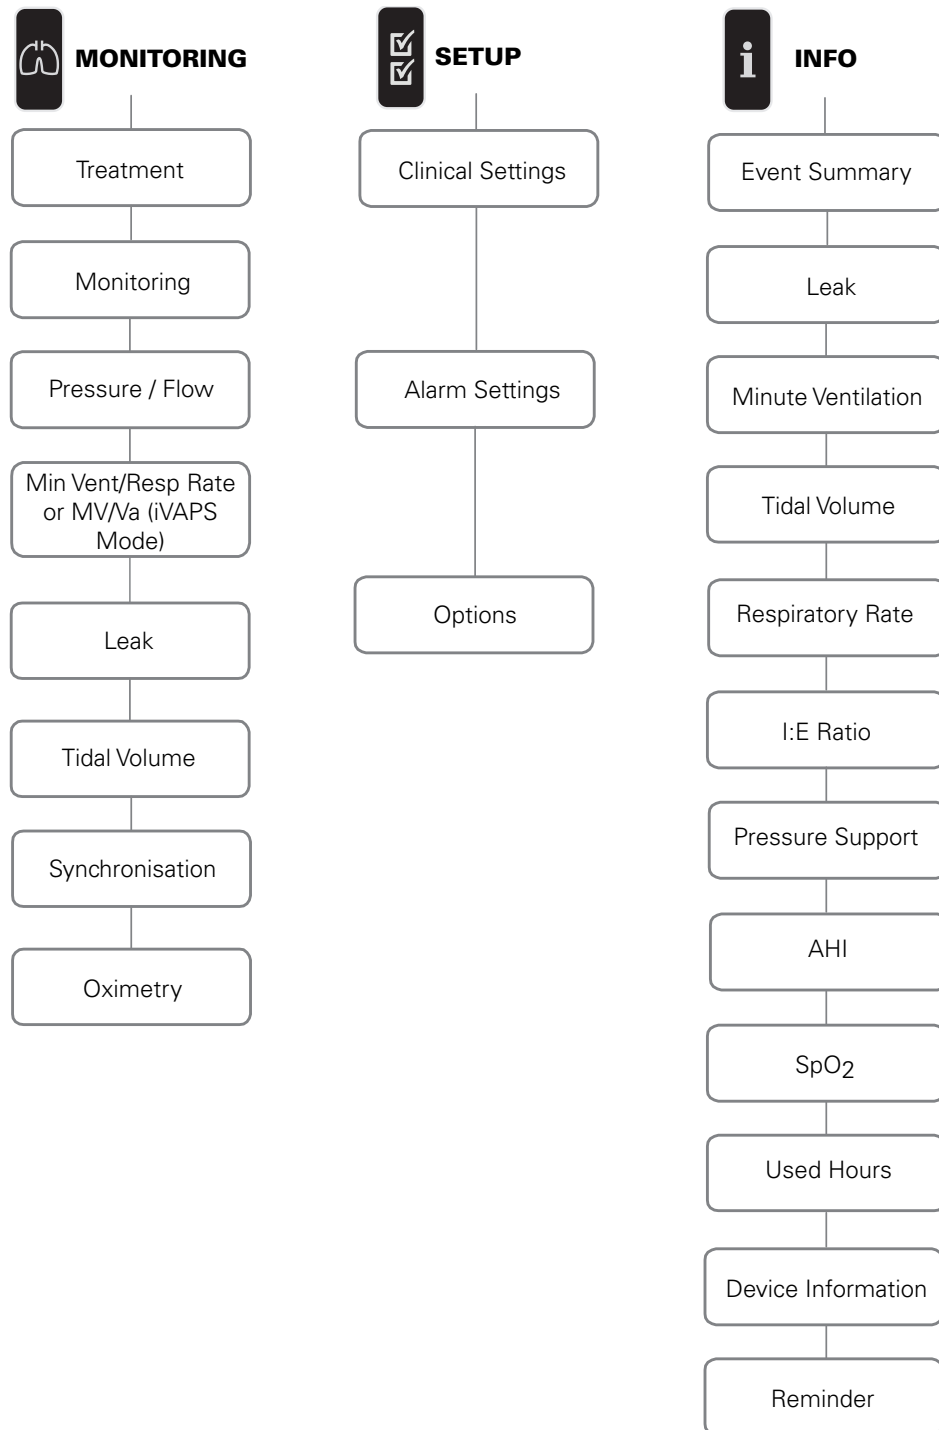 MONITORING
Treatment
Monitoring
Pressure / Flow
Min Vent/Resp Rate
or MV/Va (iVAPS
Mode)
Leak
Tidal Volume
Synchronisation
Oximetry
SETUP
Clinical Settings
Alarm Settings
Options
i
INFO
Event Summary
Leak
Minute Ventilation
Tidal Volume
Respiratory Rate
I:E Ratio
Pressure Support
AHI
SpO2
Used Hours
Device Information
Reminder